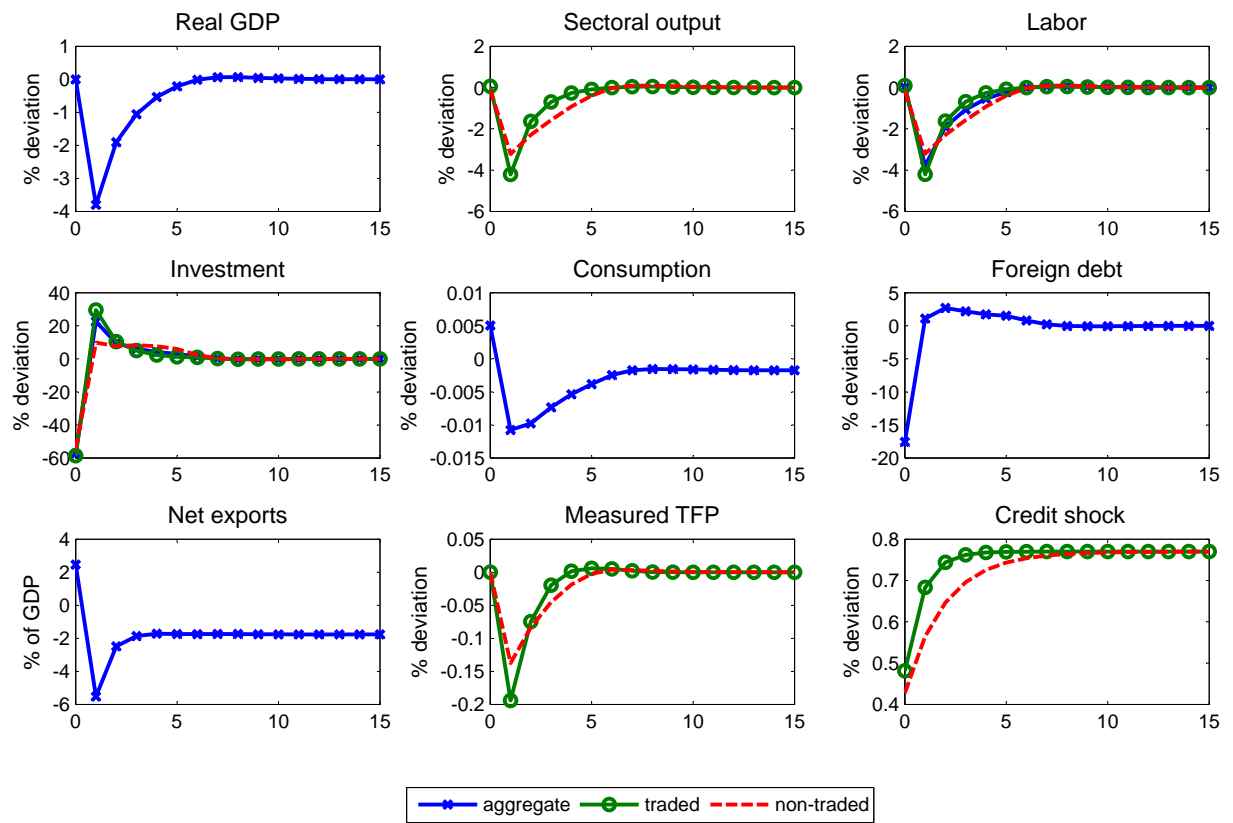 Real GDP
% deviation
1
0
-1
-2
-3
-4
0 5 10 15
Sectoral output
% deviation
2
0
-2
-4
-6
0 5 10 15
Labor
% deviation
2
0
-2
-4
-6
0 5 10 15
Investment
% deviation
40
20
0
-20
-40
-60
0 5 10 15
Consumption
% deviation
0.01
0.005
0
-0.005
-0.01
-0.015
0 5 10 15
Foreign debt
% deviation
5
0
-5
-10
-15
-20
0 5 10 15
Net exports
% of GDP
4
2
0
-2
-4
-6
0 5 10 15
Measured TFP
% deviation
0.05
0
-0.05
-0.1
-0.15
-0.2
0 5 10 15
Credit shock
% deviation
0.8
0.7
0.6
0.5
0.4
0 5 10 15
aggregate traded non-traded